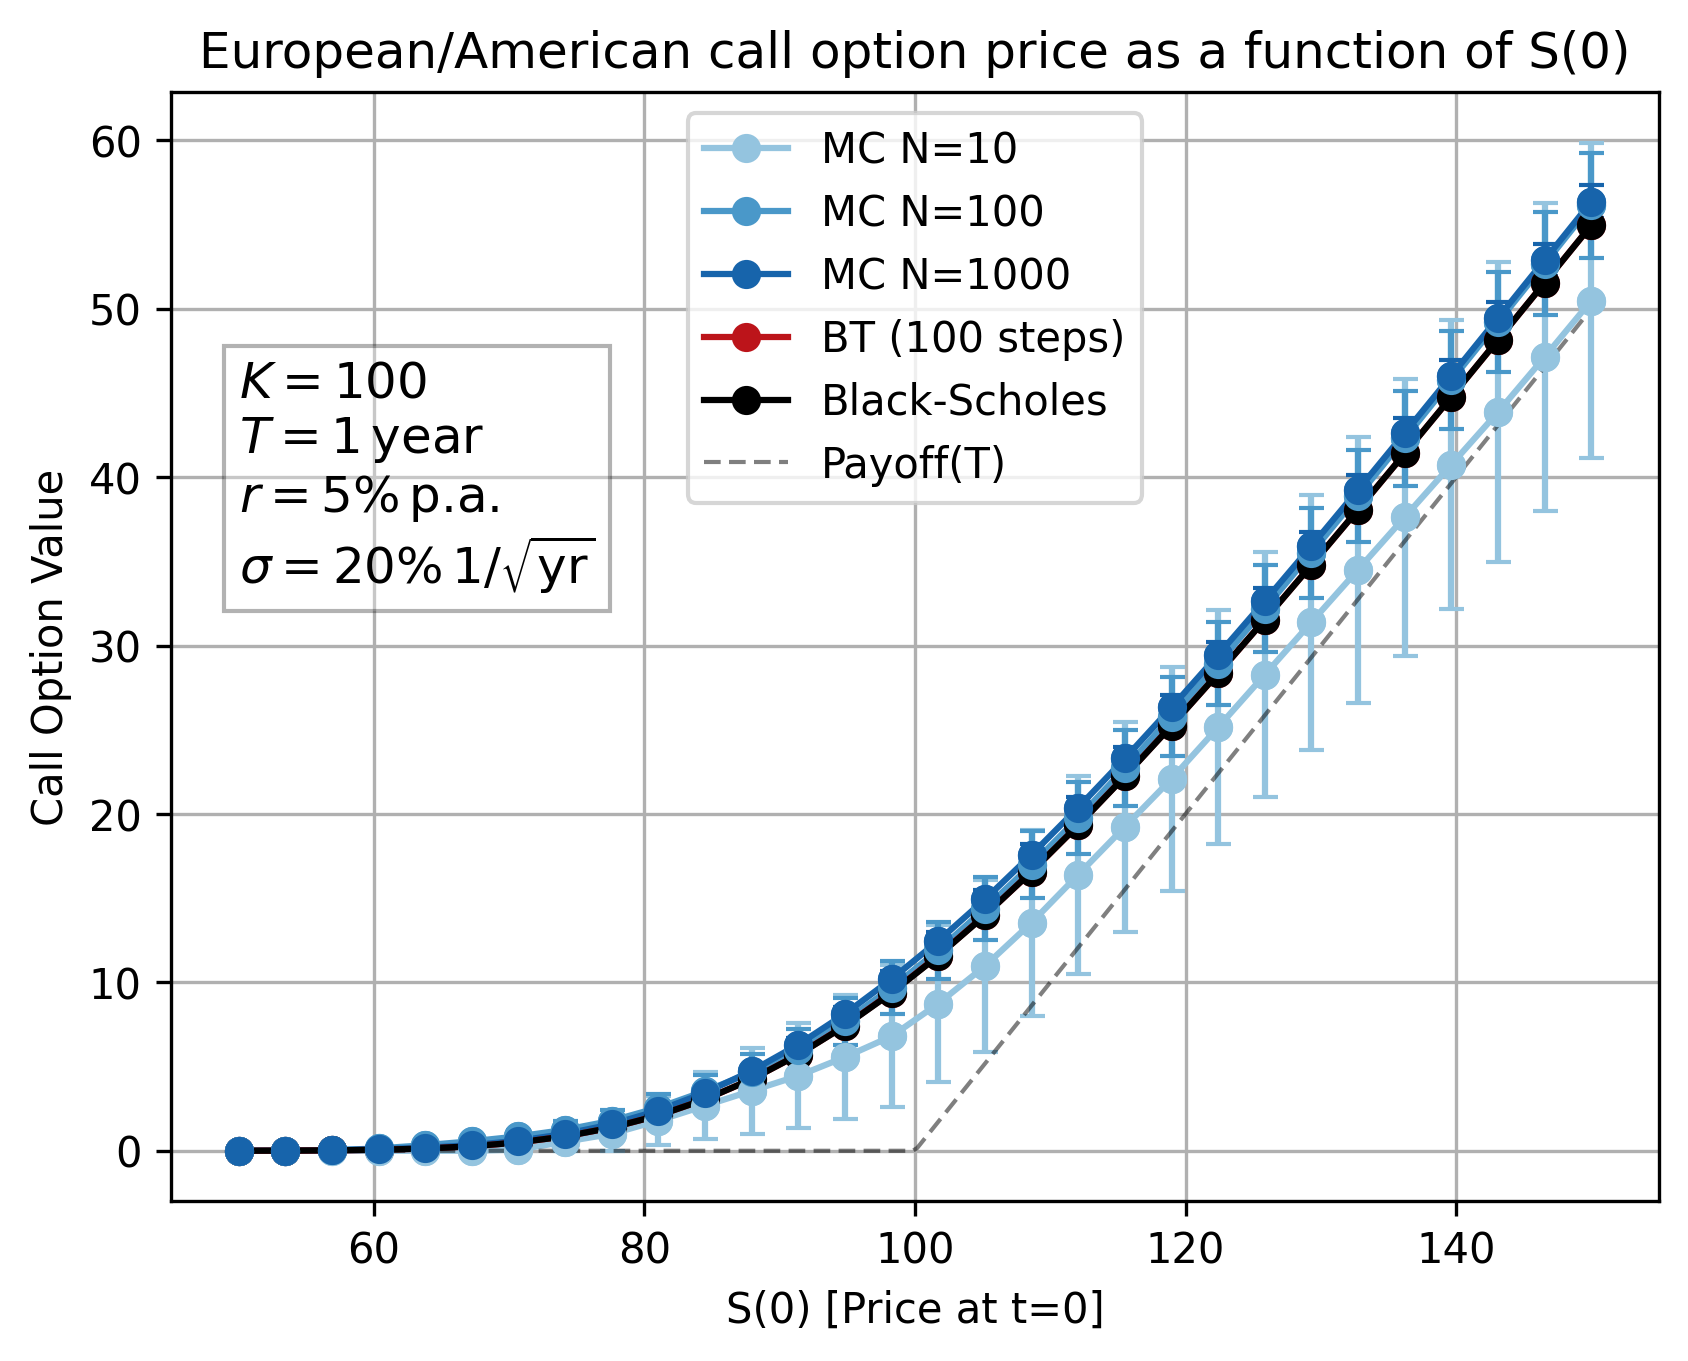 European/American call option price as a function of S(0)
60
50
40
30
20
10
0
Call Option Value
MC N=10
MC N=100
MC N=1000
BT (100 steps)
Black-Scholes
Payoff(T)
K = 100
T = 1 year
r = 5% p.a.
σ = 20% 1/√yr
60 80 100 120 140
S(0) [Price at t=0]